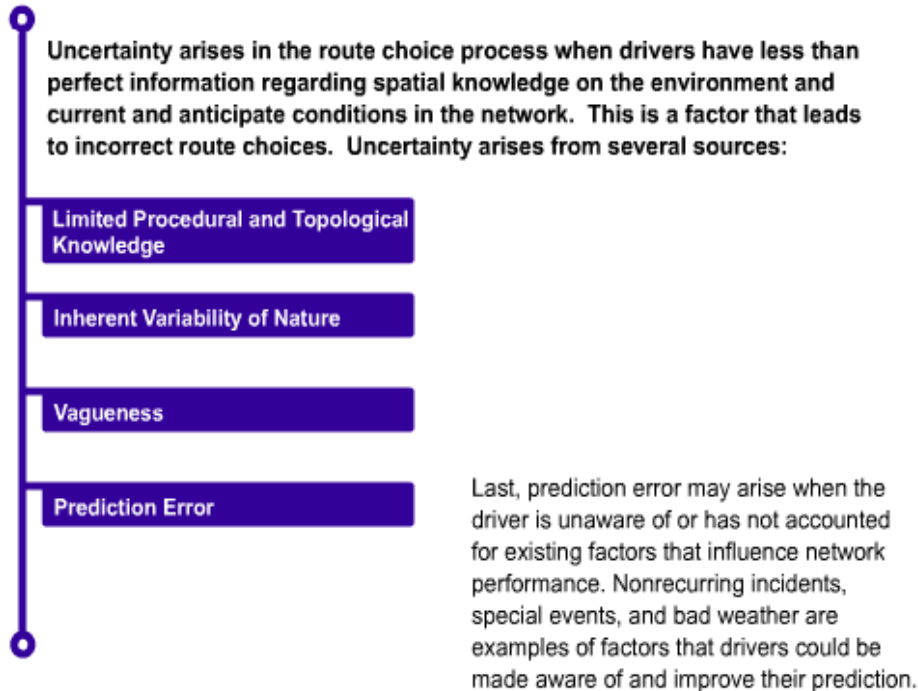 Uncertainty arises in the route choice process when drivers have less than
perfect information regarding spatial knowledge on the environment and
current and anticipate conditions in the network. This is a factor that leads
to incorrect route choices. Uncertainty arises from several sources:
Limited Procedural and Topological
Knowledge
Inherent Variability of Nature
Vagueness
Prediction Error
Last, prediction error may arise when the
driver is unaware of or has not accounted
for existing factors that influence network
performance. Nonrecurring incidents,
special events, and bad weather are
examples of factors that drivers could be
made aware of and improve their prediction.